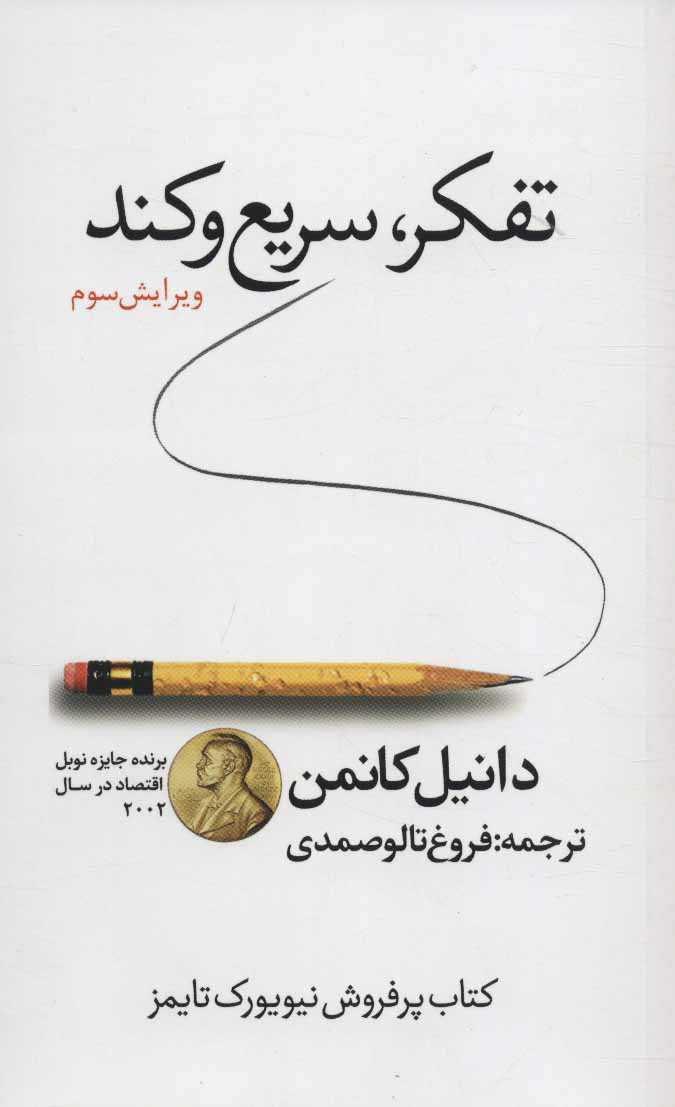 تفکر، سریع و کند
ویرایش سوم
دانیل کانمن
برنده جایزه نوبل
اقتصاد در سال
۲۰۰۲
ترجمه: فروغ تالوصمدی
کتاب پرفروش نیویورک تایمز